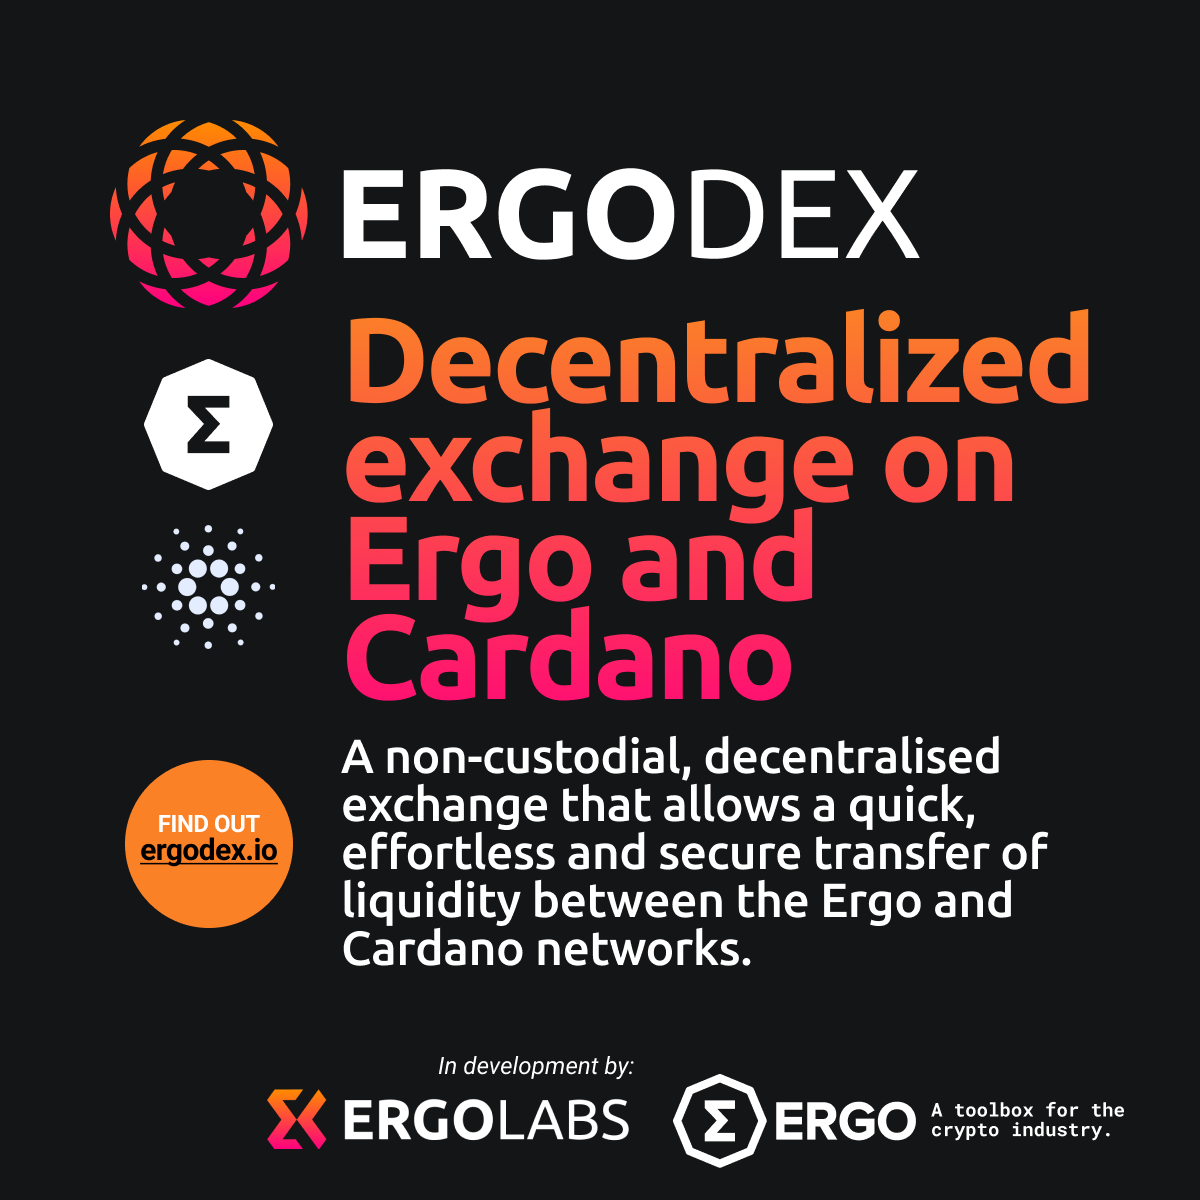 ERGODEX
Σ
Decentralized
exchange on
Ergo and
Cardano
A non-custodial, decentralised
exchange that allows a quick,
effortless and secure transfer of
liquidity between the Ergo and
Cardano networks.
FIND OUT
ergodex.io
In development by:
ERGOLABS
Σ ERGO
A toolbox for the
crypto industry.